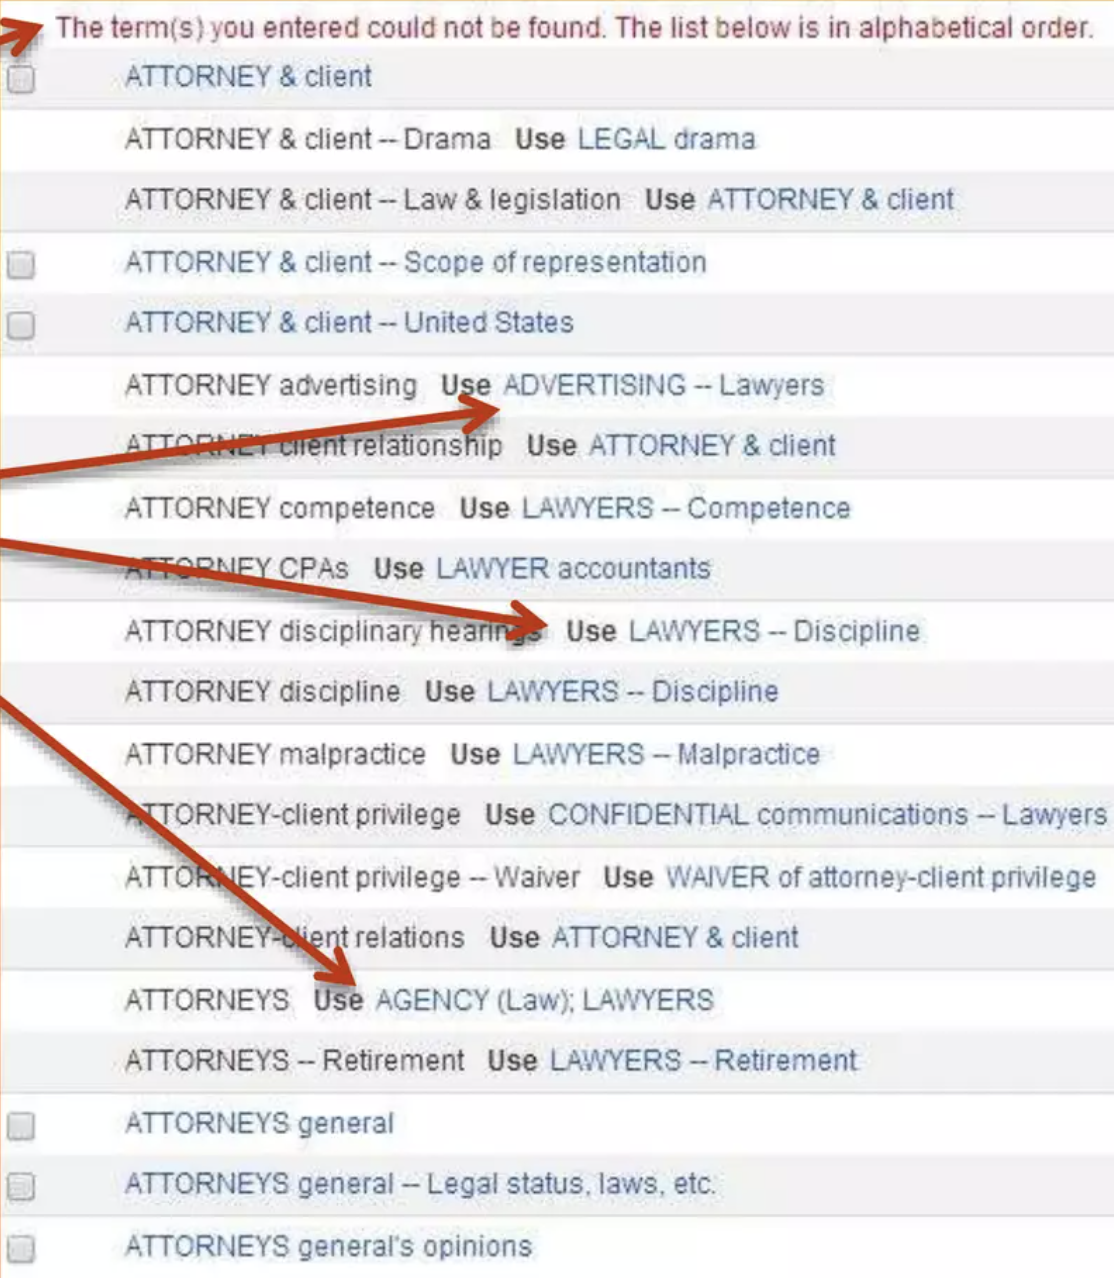 The term(s) you entered could not be found. The list below is in alphabetical order.
ATTORNEY & client
ATTORNEY & client -- Drama Use LEGAL drama
ATTORNEY & client -- Law & legislation Use ATTORNEY & client
ATTORNEY & client -- Scope of representation
ATTORNEY & client -- United States
ATTORNEY advertising Use ADVERTISING -- Lawyers
ATTORNEY client relationship Use ATTORNEY & client
ATTORNEY competence Use LAWYERS -- Competence
ATTORNEY CPAs Use LAWYER accountants
ATTORNEY disciplinary hearings Use LAWYERS -- Discipline
ATTORNEY discipline Use LAWYERS -- Discipline
ATTORNEY malpractice Use LAWYERS -- Malpractice
ATTORNEY-client privilege Use CONFIDENTIAL communications -- Lawyers
ATTORNEY-client privilege -- Waiver Use WAIVER of attorney-client privilege
ATTORNEY-client relations Use ATTORNEY & client
ATTORNEYS Use AGENCY (Law); LAWYERS
ATTORNEYS -- Retirement Use LAWYERS -- Retirement
ATTORNEYS general
ATTORNEYS general -- Legal status, laws, etc.
ATTORNEYS general's opinions